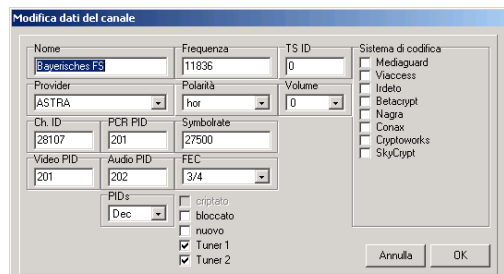 Modifica dati del canale
Nome
Bayerisches FS
Frequenza
11836
TS ID
0
Provider
ASTRA
Polarità
hor
Volume
0
Ch. ID
28107
PCR PID
201
Symbolrate
27500
Video PID
201
Audio PID
202
FEC
3/4
PIDs
Dec
criptato
bloccato
nuovo
Tuner 1
Tuner 2
Sistema di codifica
Mediaguard
Viaccess
Irdeto
Betacrypt
Nagra
Conax
Cryptoworks
SkyCrypt
Annulla
OK